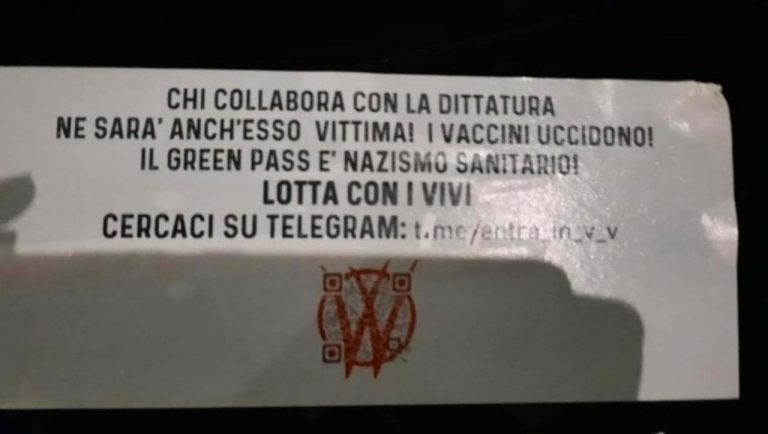 CHI COLLABORA CON LA DITTATURA
NE SARA' ANCH'ESSO VITTIMA! I VACCINI UCCIDONO!
IL GREEN PASS E' NAZISMO SANITARIO!
LOTTA CON I VIVI
CERCACI SU TELEGRAM: t.me/entra_in_v_v